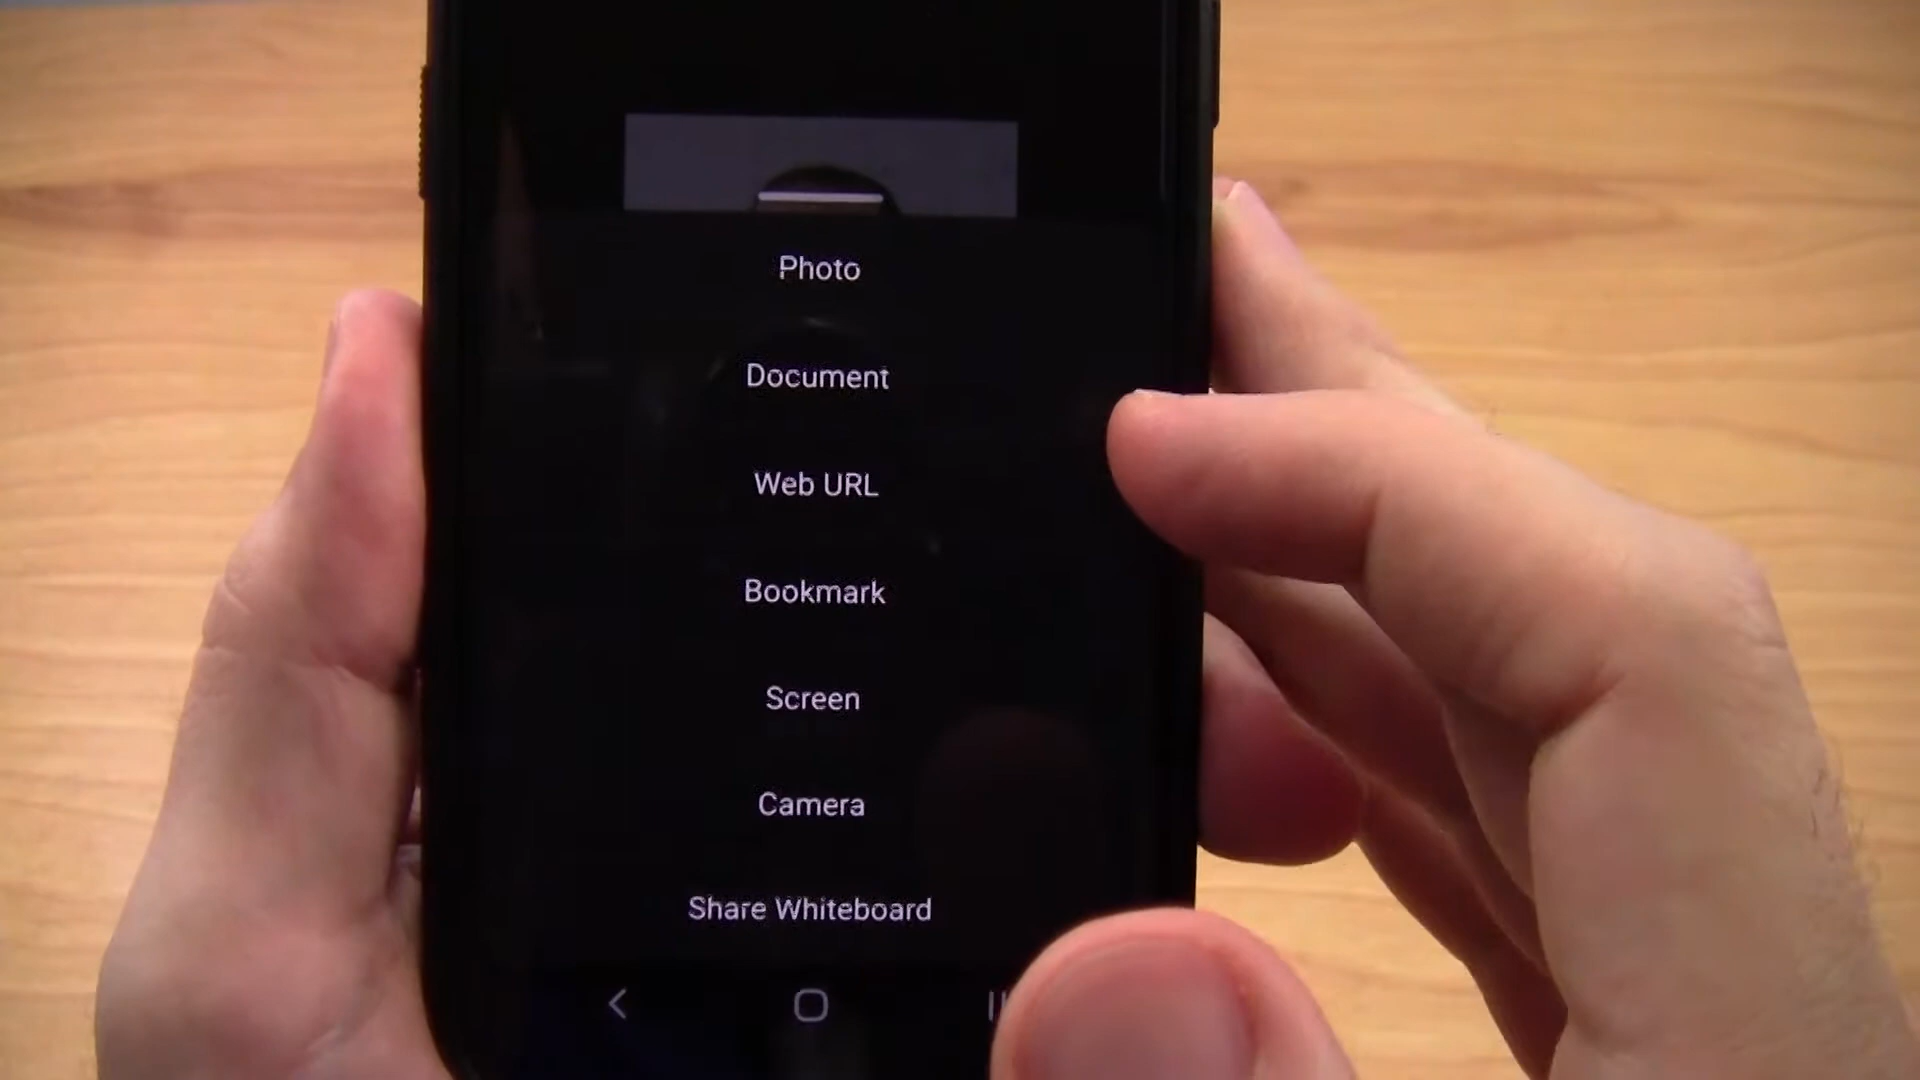 Photo
Document
Web URL
Bookmark
Screen
Camera
Share Whiteboard